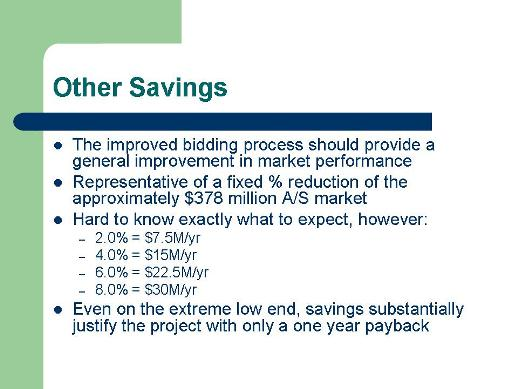 Other Savings
● The improved bidding process should provide a
general improvement in market performance
● Representative of a fixed % reduction of the
approximately $378 million A/S market
● Hard to know exactly what to expect, however:
– 2.0% = $7.5M/yr
– 4.0% = $15M/yr
– 6.0% = $22.5M/yr
– 8.0% = $30M/yr
● Even on the extreme low end, savings substantially
justify the project with only a one year payback